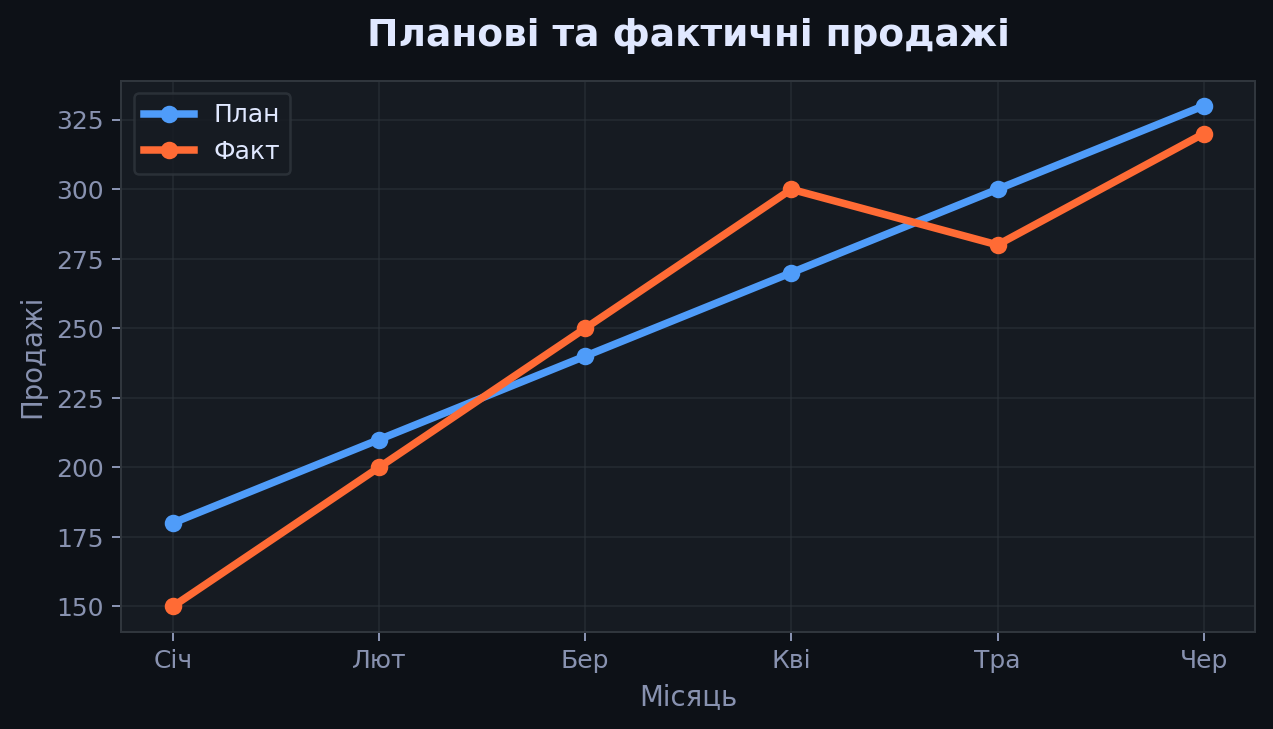 Планові та фактичні продажі
План
Факт
325
300
275
250
225
200
175
150
Продажі
Січ Лют Бер Кві Тра Чер
Місяць